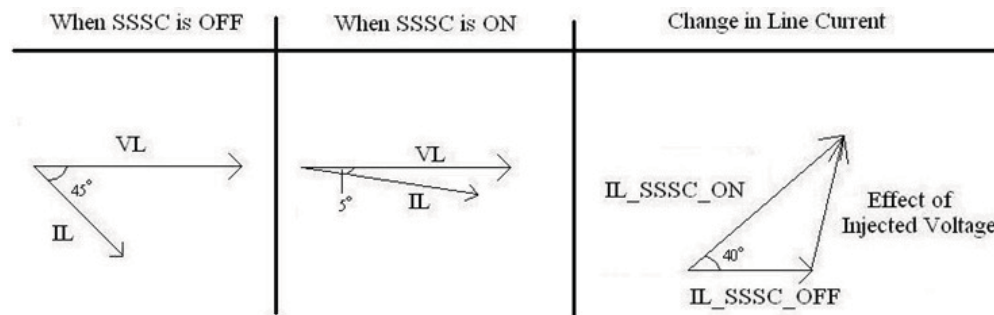 When SSSC is OFF
When SSSC is ON
Change in Line Current
VL
45°
IL
VL
5°
IL
IL_SSSC_ON
Effect of
Injected Voltage
40°
IL_SSSC_OFF